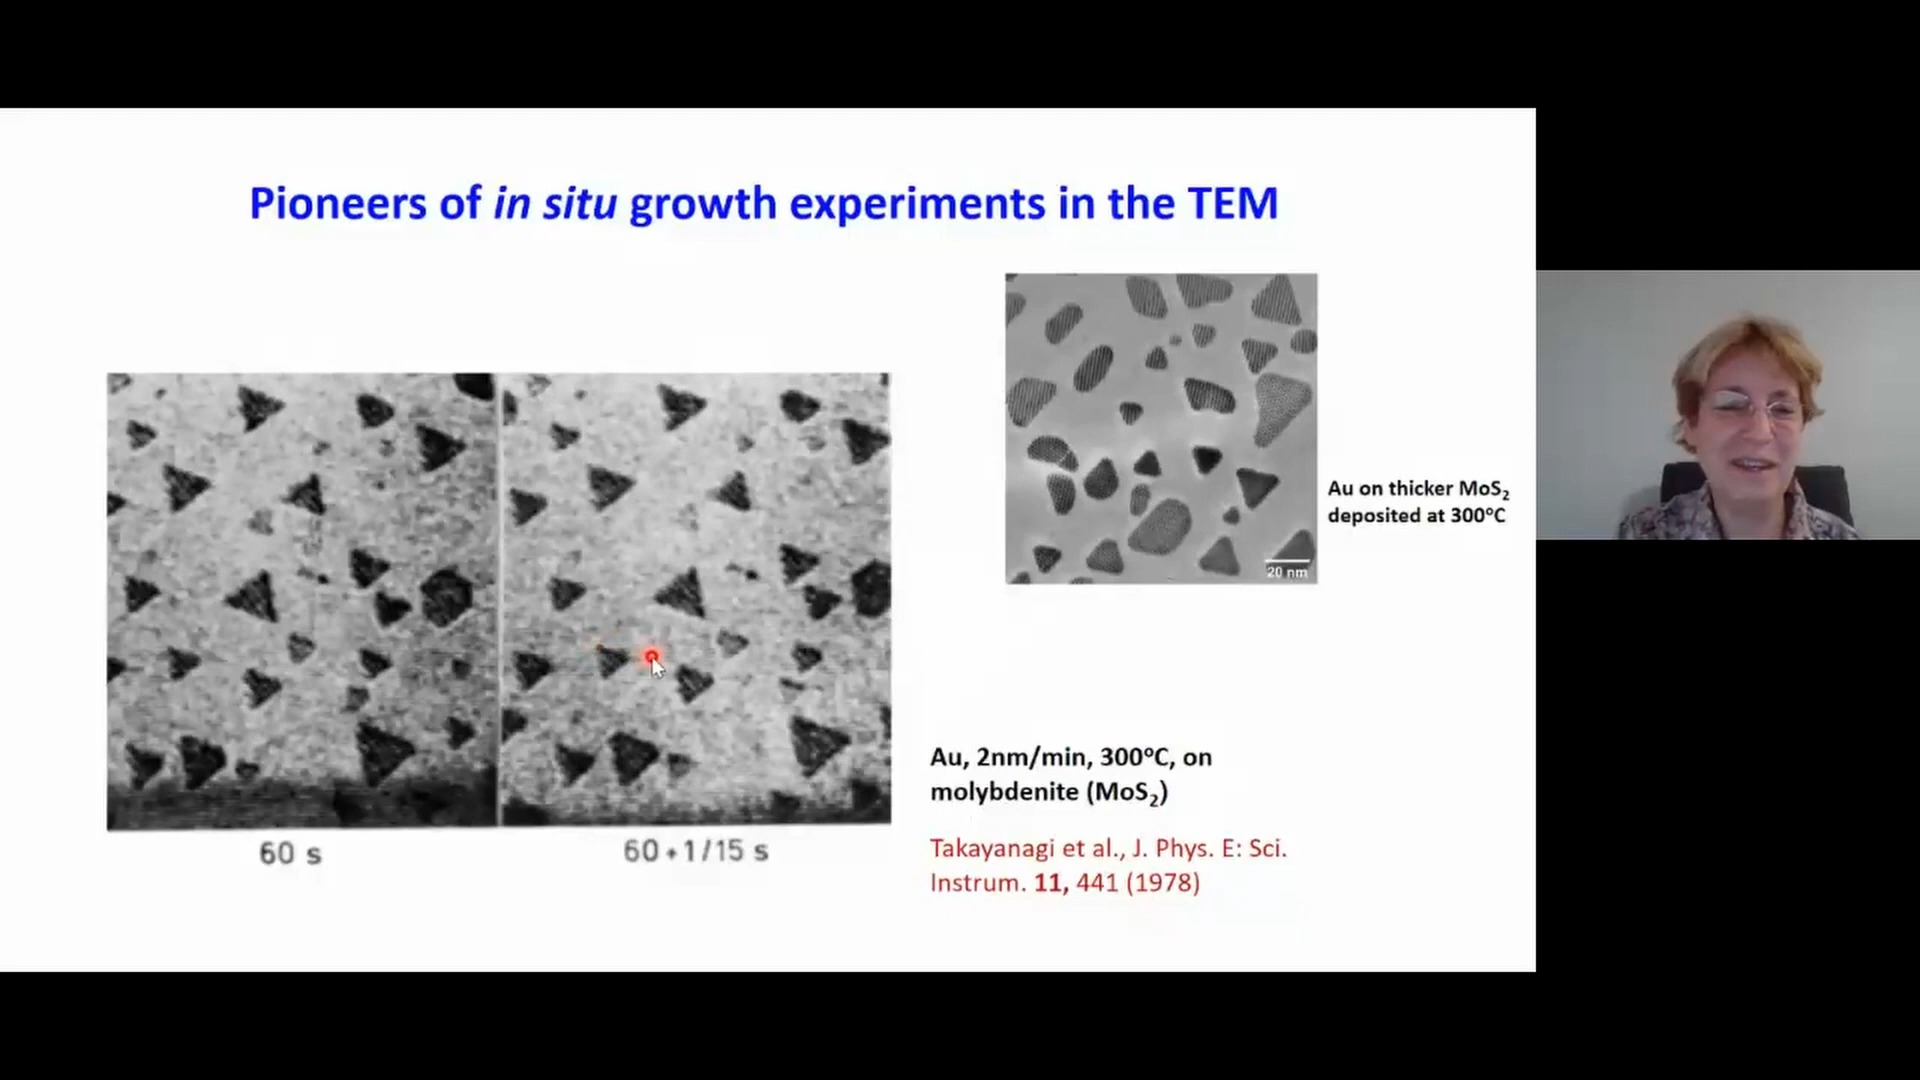 Pioneers of in situ growth experiments in the TEM
20 nm
Au on thicker MoS₂
deposited at 300°C
60 s
60+1/15 s
Au, 2nm/min, 300°C, on
molybdenite (MoS₂)
Takayanagi et al., J. Phys. E: Sci.
Instrum. 11, 441 (1978)